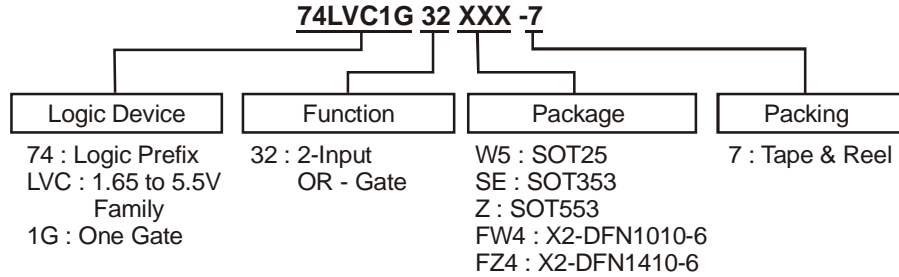 74LVC1G 32 XXX -7
Logic Device
74 : Logic Prefix
LVC : 1.65 to 5.5V
Family
1G : One Gate
Function
32 : 2-Input
OR - Gate
Package
W5 : SOT25
SE : SOT353
Z : SOT553
FW4 : X2-DFN1010-6
FZ4 : X2-DFN1410-6
Packing
7 : Tape & Reel